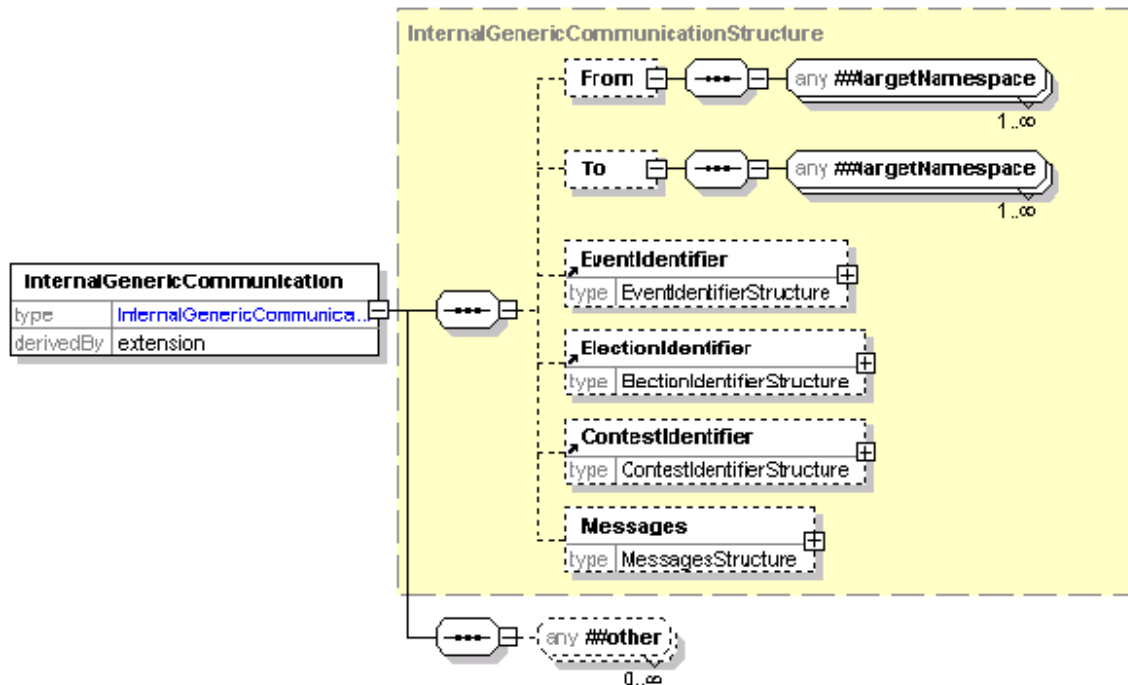 InternalGenericCommunicationStructure
From
any ##targetNamespace
1..∞
To
any ##targetNamespace
1..∞
EventIdentifier
type EventIdentifierStructure
InternalGenericCommunication
type InternalGenericCommunica...
derivedBy extension
ElectionIdentifier
type ElectionIdentifierStructure
ContestIdentifier
type ContestIdentifierStructure
Messages
type MessagesStructure
any ##other
0..∞